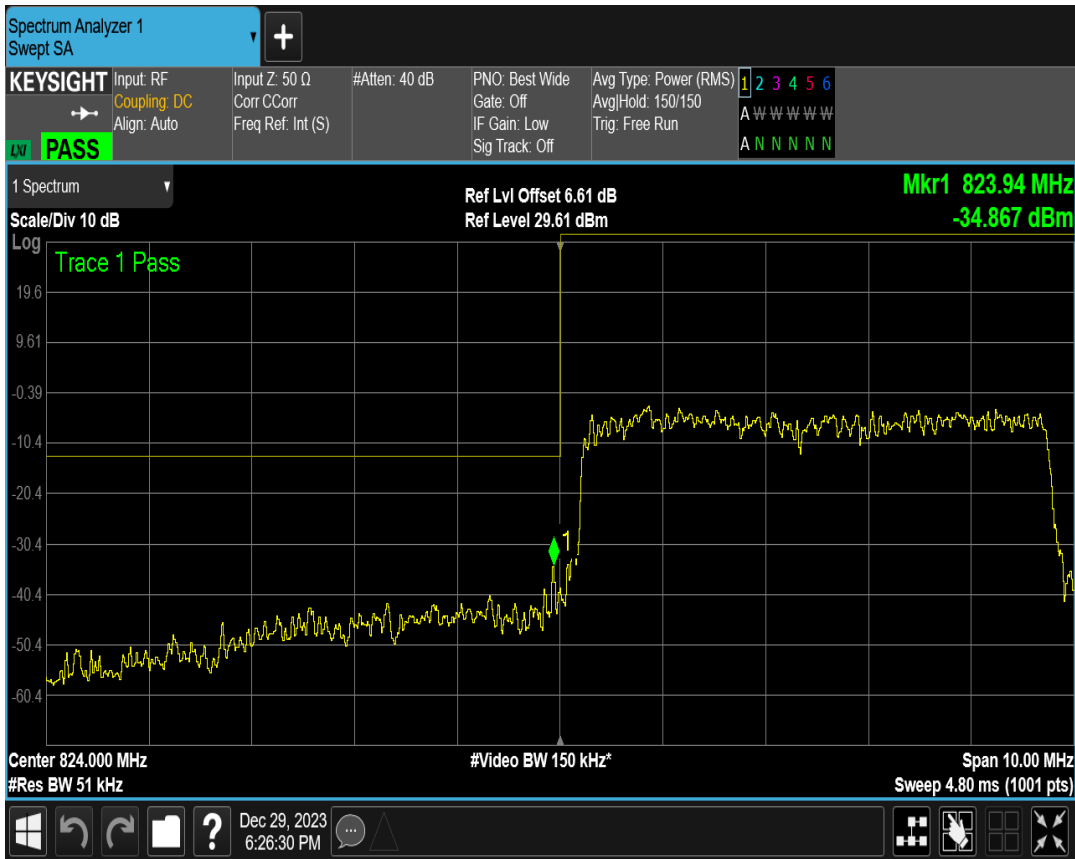 Spectrum Analyzer 1
Swept SA
+
KEYSIGHT
LXI PASS
Input: RF
Coupling: DC
Align: Auto
Input Z: 50 Ω
Corr CCorr
Freq Ref: Int (S)
#Atten: 40 dB
PNO: Best Wide
Gate: Off
IF Gain: Low
Sig Track: Off
Avg Type: Power (RMS)
Avg|Hold: 150/150
Trig: Free Run
1 2 3 4 5 6
A W W W W W
A N N N N N
1 Spectrum
Scale/Div 10 dB
Ref Lvl Offset 6.61 dB
Ref Level 29.61 dBm
Mkr1 823.94 MHz
-34.867 dBm
Log
Trace 1 Pass
19.6
9.61
-0.39
-10.4
-20.4
-30.4
-40.4
-50.4
-60.4
1
Center 824.000 MHz
#Res BW 51 kHz
#Video BW 150 kHz*
Span 10.00 MHz
Sweep 4.80 ms (1001 pts)
?
Dec 29, 2023
6:26:30 PM